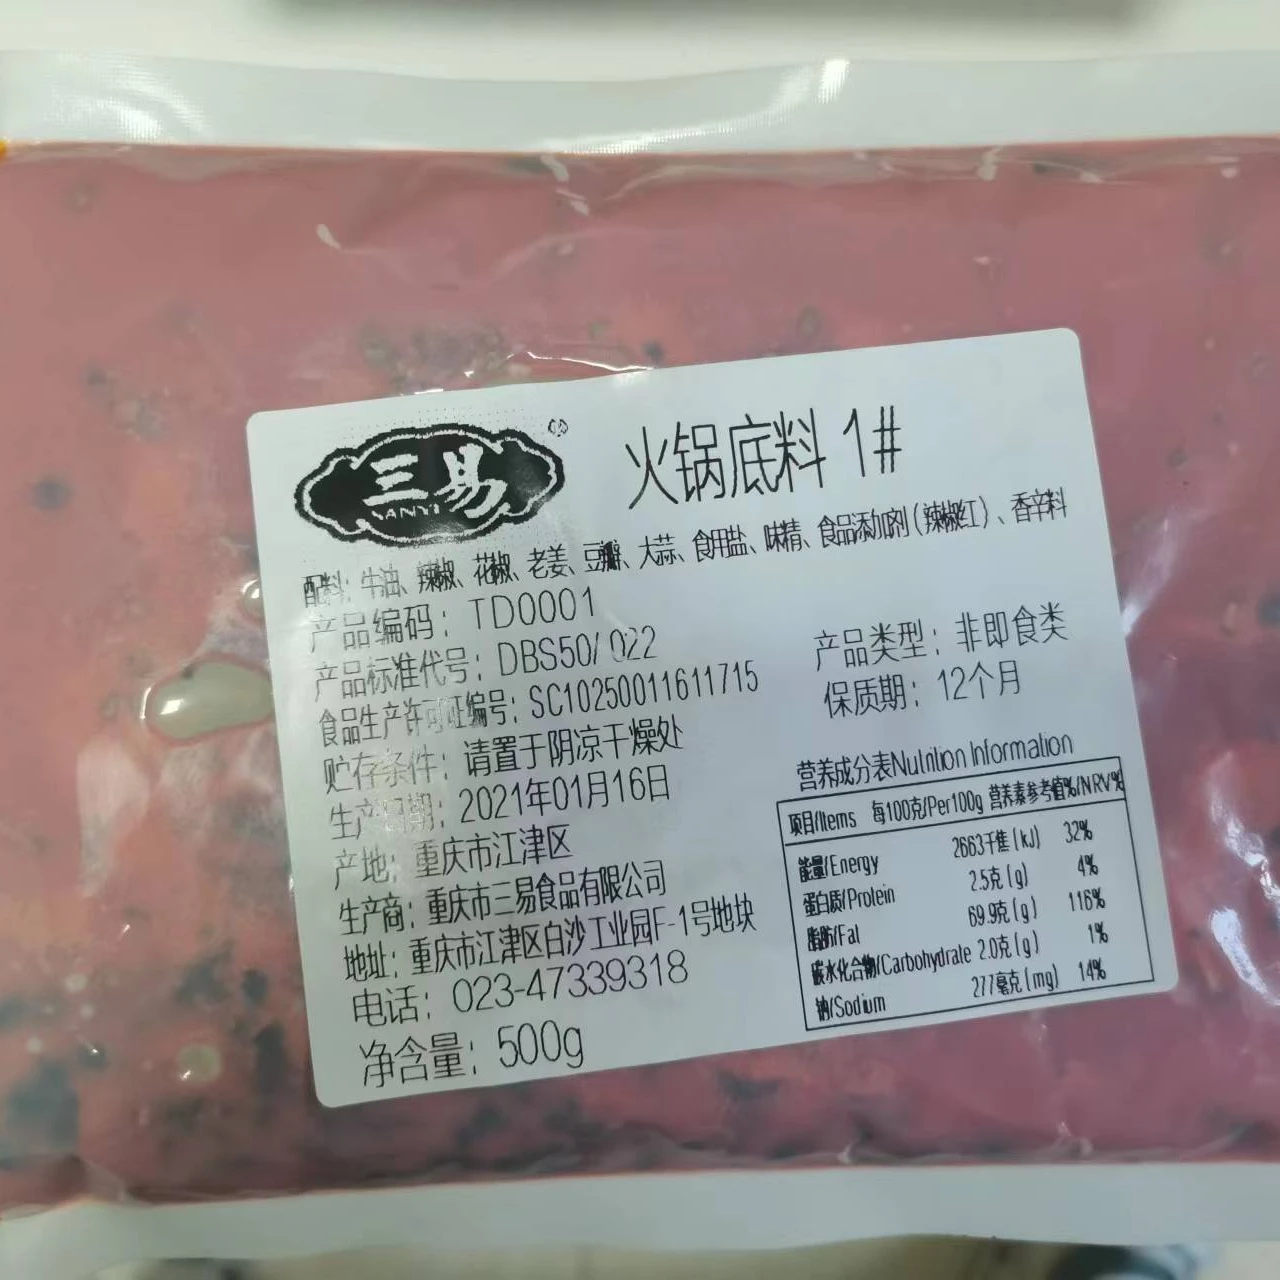 三易
SANYI
火锅底料 1#
配料: 牛油、辣椒、花椒、老姜、豆瓣、大蒜、食用盐、味精、食品添加剂(辣椒红)、香辛料
产品编码: TD0001
产品标准代号: DBS50/ 022
产品类型: 非即食类
食品生产许可证编号: SC10250011611715
保质期: 12个月
贮存条件: 请置于阴凉干燥处
生产日期: 2021年01月16日
产地: 重庆市江津区
生产商: 重庆市三易食品有限公司
地址: 重庆市江津区白沙工业园F-1号地块
电话: 023-47339318
净含量: 500g
营养成分表Nutrition Information
项目/Items 每100克/Per100g 营养素参考值%/NRV%
能量/Energy 2663千焦(kJ) 32%
蛋白质/Protein 2.5克(g) 4%
脂肪/Fat 69.9克(g) 116%
碳水化合物/Carbohydrate 2.0克(g) 1%
钠/Sodium 277毫克(mg) 14%